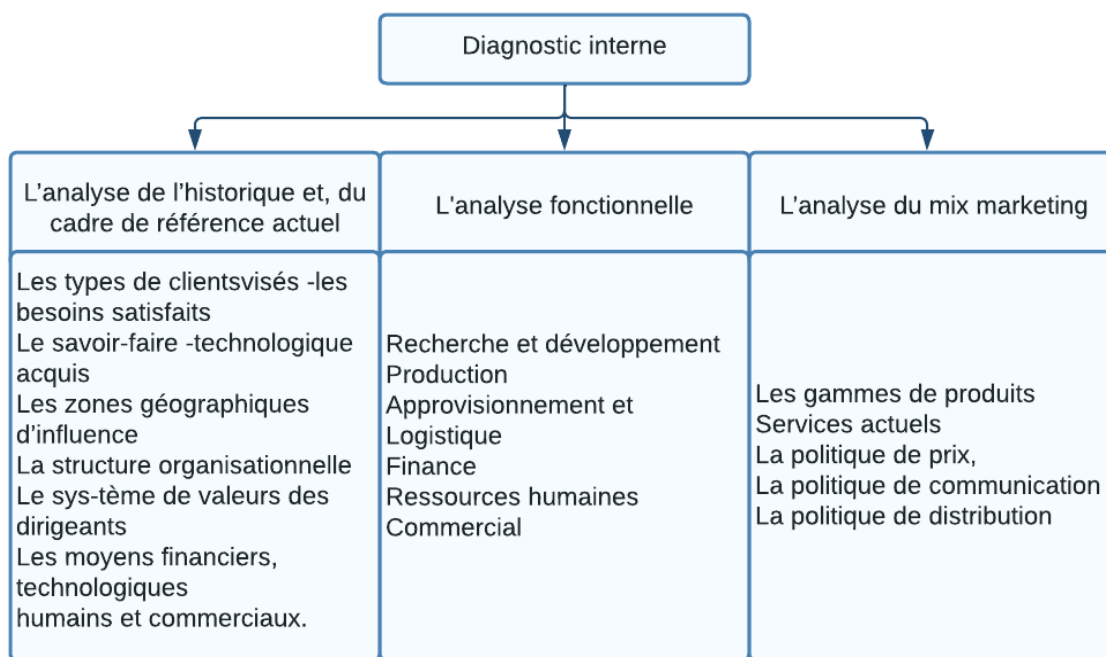 Diagnostic interne
L’analyse de l’historique et, du
cadre de référence actuel
L'analyse fonctionnelle
L’analyse du mix marketing
Les types de clientsvisés -les
besoins satisfaits
Le savoir-faire -technologique
acquis
Les zones géographiques
d’influence
La structure organisationnelle
Le sys-tème de valeurs des
dirigeants
Les moyens financiers,
technologiques
humains et commerciaux.
Recherche et développement
Production
Approvisionnement et
Logistique
Finance
Ressources humaines
Commercial
Les gammes de produits
Services actuels
La politique de prix,
La politique de communication
La politique de distribution